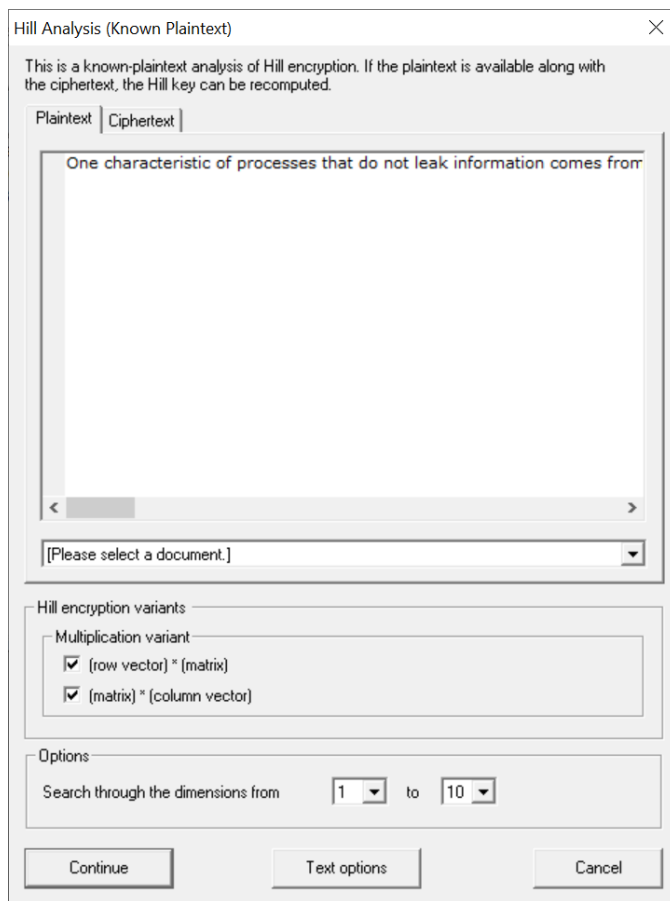 Hill Analysis (Known Plaintext)
This is a known-plaintext analysis of Hill encryption. If the plaintext is available along with
the ciphertext, the Hill key can be recomputed.
Plaintext Ciphertext
One characteristic of processes that do not leak information comes from
[Please select a document.]
Hill encryption variants
Multiplication variant
(row vector) * (matrix)
(matrix) * (column vector)
Options
Search through the dimensions from 1 to 10
Continue Text options Cancel